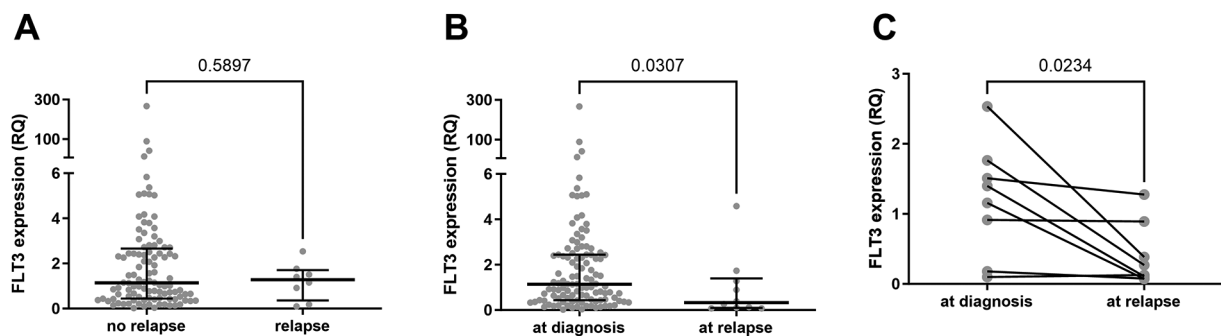 A
B
C
0.5897
0.0307
0.0234
FLT3 expression (RQ)
300
100
6
4
2
0
no relapse
relapse
FLT3 expression (RQ)
300
100
6
4
2
0
at diagnosis
at relapse
FLT3 expression (RQ)
3
2
1
0
at diagnosis
at relapse